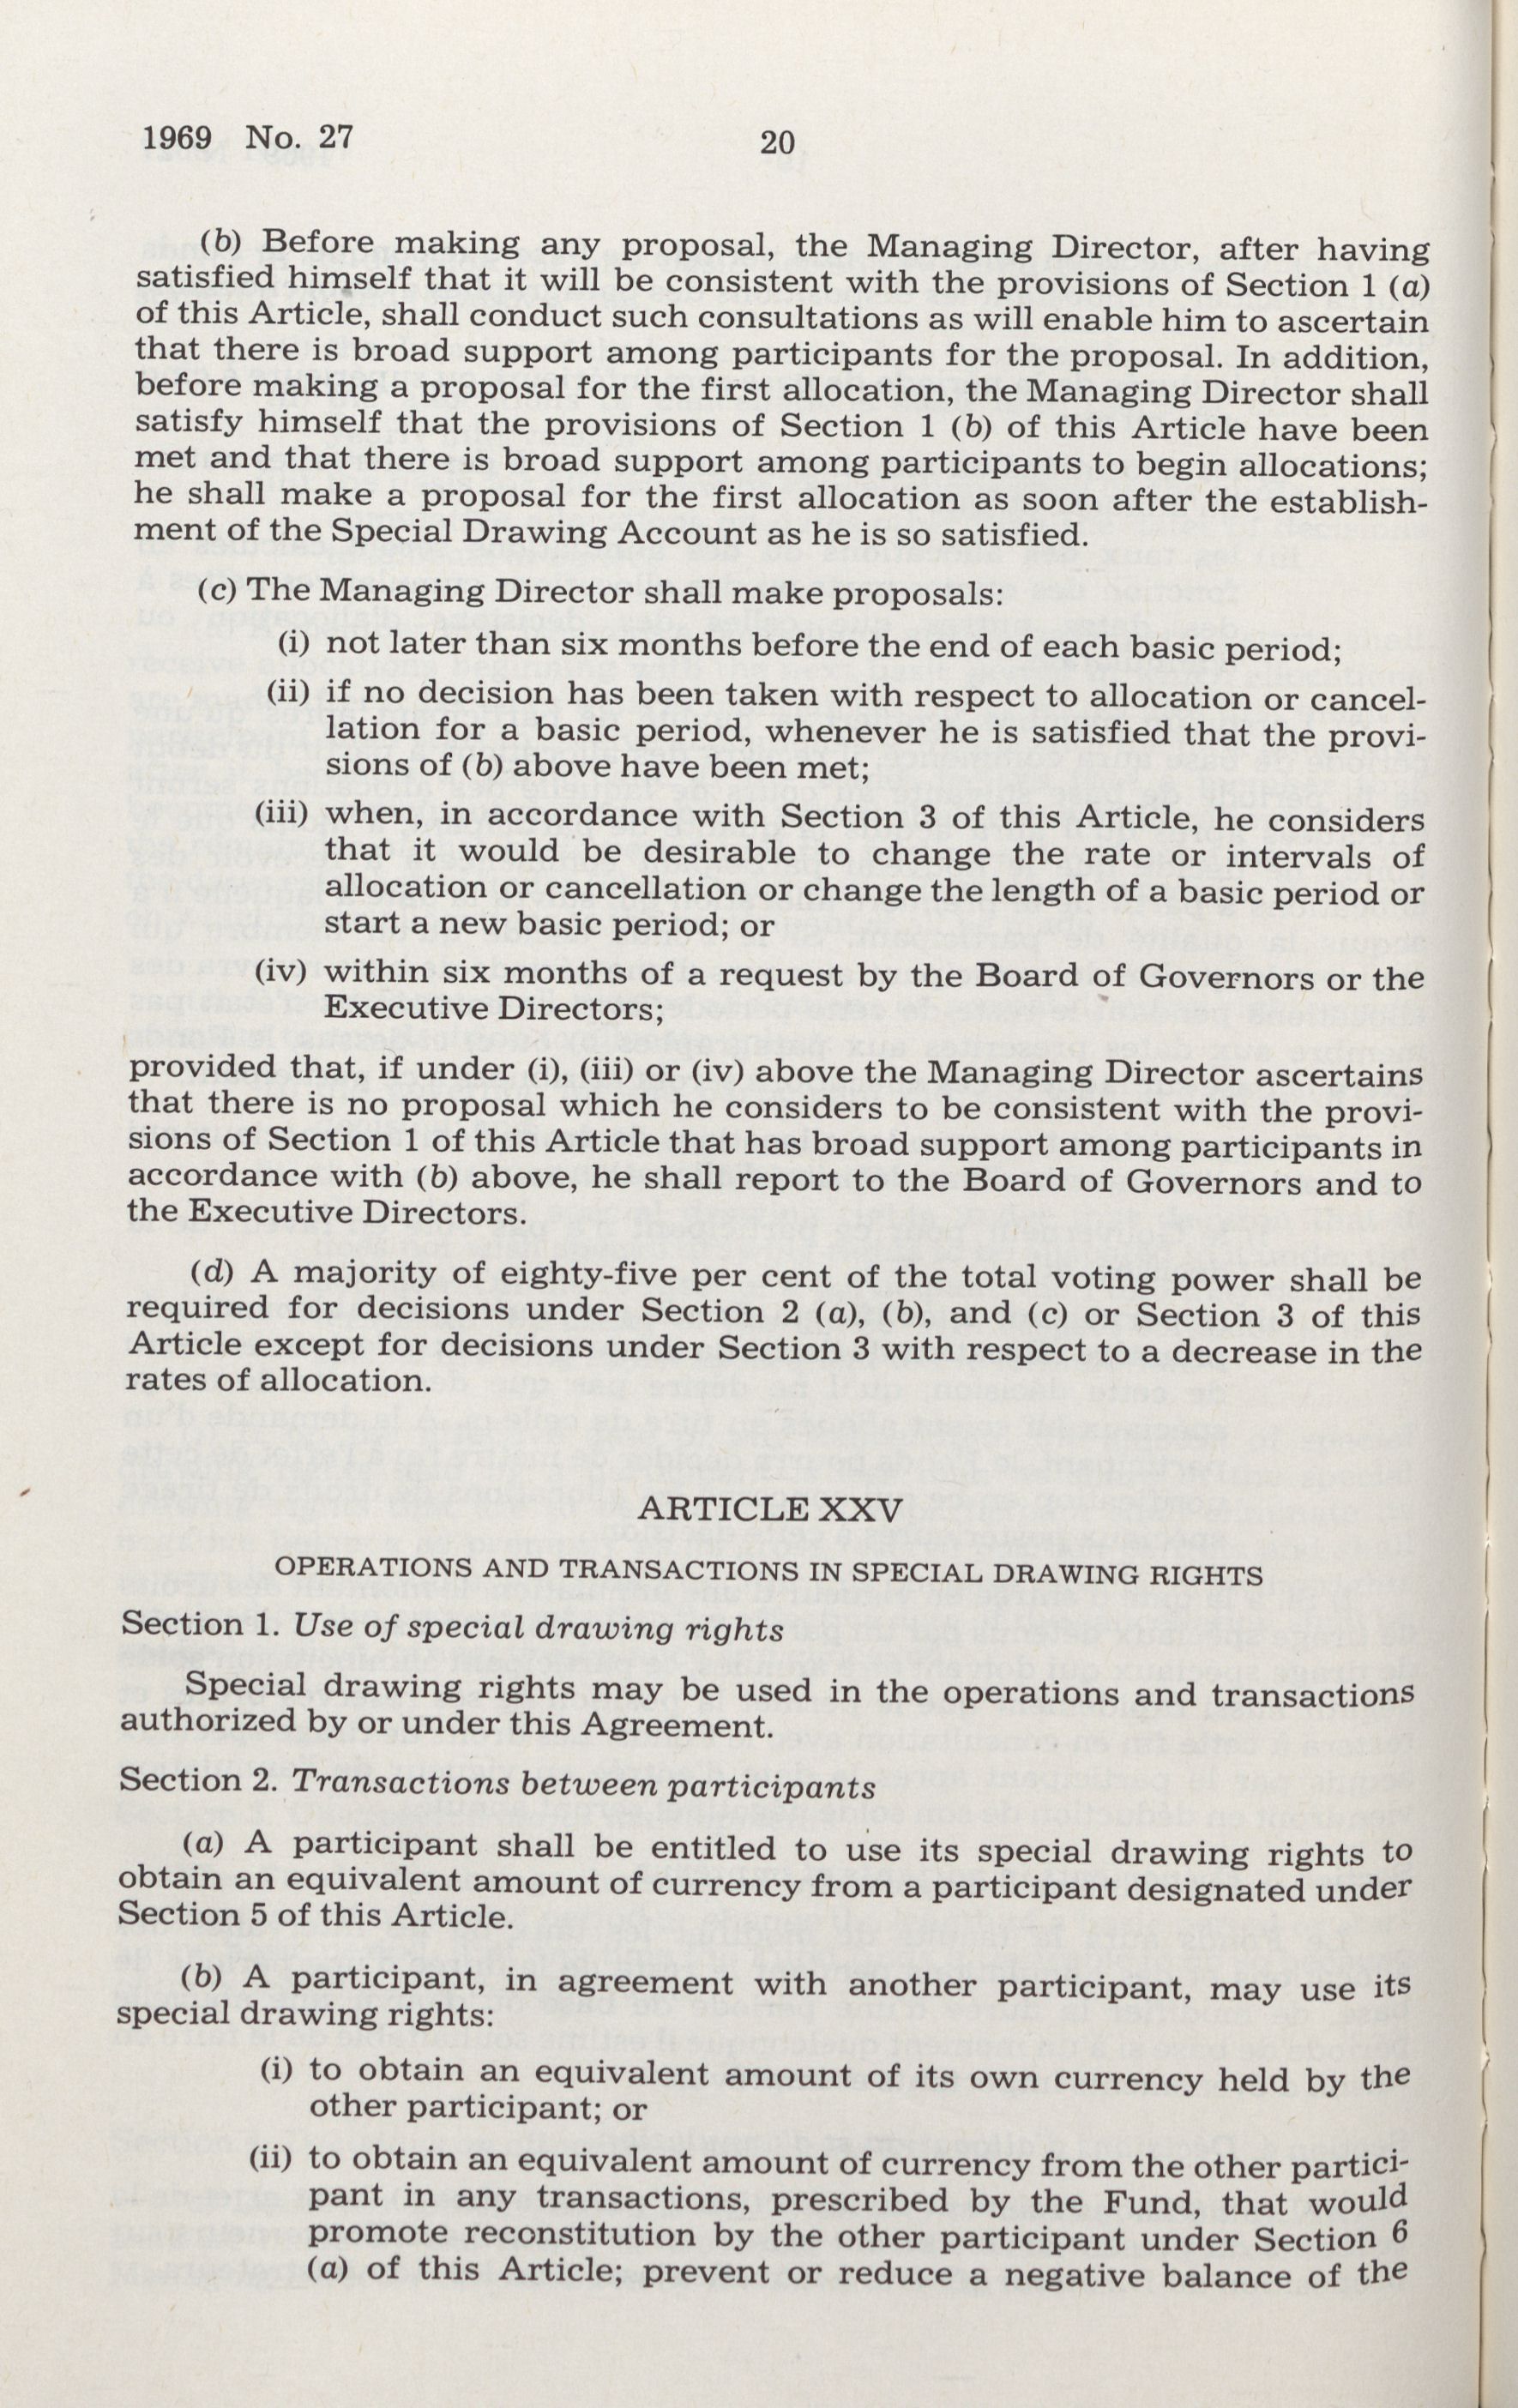 1969 No. 27
20
(b) Before making any proposal, the Managing Director, after having
satisfied himself that it will be consistent with the provisions of Section 1 (a)
of this Article, shall conduct such consultations as will enable him to ascertain
that there is broad support among participants for the proposal. In addition,
before making a proposal for the first allocation, the Managing Director shall
satisfy himself that the provisions of Section 1 (b) of this Article have been
met and that there is broad support among participants to begin allocations;
he shall make a proposal for the first allocation as soon after the establish-
ment of the Special Drawing Account as he is so satisfied.
(c) The Managing Director shall make proposals:
(i) not later than six months before the end of each basic period;
(ii) if no decision has been taken with respect to allocation or cancel-
lation for a basic period, whenever he is satisfied that the provi-
sions of (b) above have been met;
(iii) when, in accordance with Section 3 of this Article, he considers
that it would be desirable to change the rate or intervals of
allocation or cancellation or change the length of a basic period or
start a new basic period; or
(iv) within six months of a request by the Board of Governors or the
Executive Directors;
provided that, if under (i), (iii) or (iv) above the Managing Director ascertains
that there is no proposal which he considers to be consistent with the provi-
sions of Section 1 of this Article that has broad support among participants in
accordance with (b) above, he shall report to the Board of Governors and to
the Executive Directors.
(d) A majority of eighty-five per cent of the total voting power shall be
required for decisions under Section 2 (a), (b), and (c) or Section 3 of this
Article except for decisions under Section 3 with respect to a decrease in the
rates of allocation.
ARTICLE XXV
OPERATIONS AND TRANSACTIONS IN SPECIAL DRAWING RIGHTS
Section 1. Use of special drawing rights
Special drawing rights may be used in the operations and transactions
authorized by or under this Agreement.
Section 2. Transactions between participants
(a) A participant shall be entitled to use its special drawing rights to
obtain an equivalent amount of currency from a participant designated under
Section 5 of this Article.
(b) A participant, in agreement with another participant, may use its
special drawing rights:
(i) to obtain an equivalent amount of its own currency held by the
other participant; or
(ii) to obtain an equivalent amount of currency from the other partici-
pant in any transactions, prescribed by the Fund, that would
promote reconstitution by the other participant under Section 6
(a) of this Article; prevent or reduce a negative balance of the